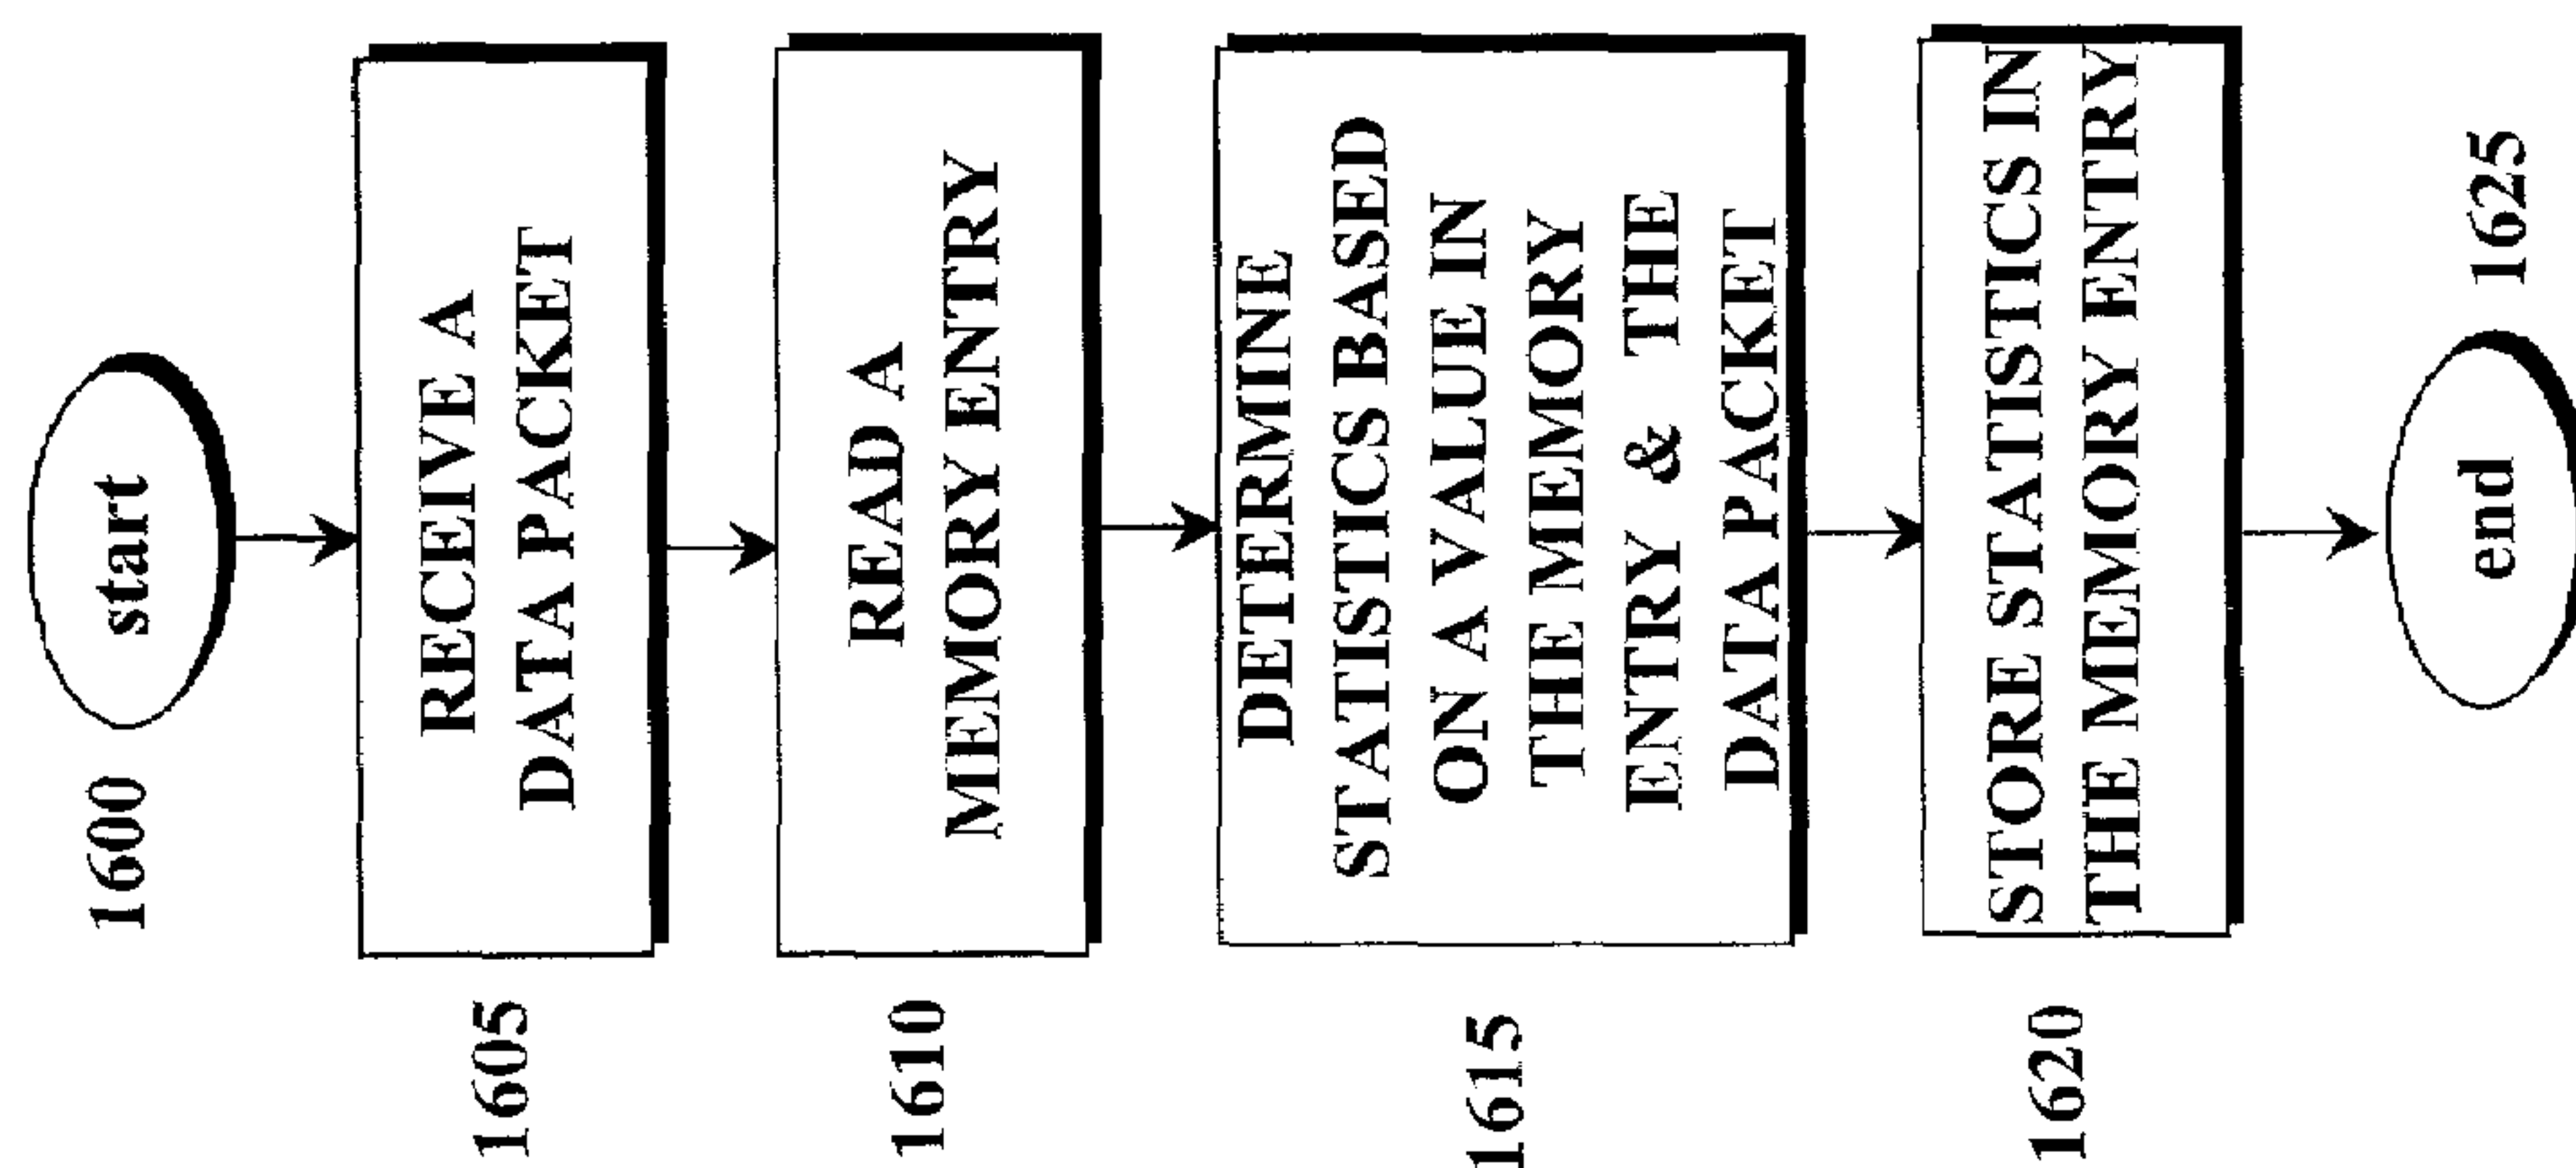 1600
start
1605
RECEIVE A
DATA PACKET
1610
READ A
MEMORY ENTRY
1615
DETERMINE
STATISTICS BASED
ON A VALUE IN
THE MEMORY
ENTRY & THE
DATA PACKET
1620
STORE STATISTICS IN
THE MEMORY ENTRY
end
1625